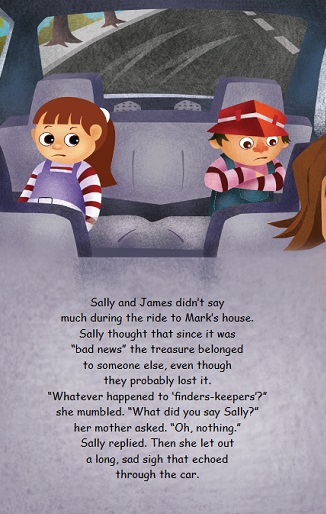 Sally and James didn't say
much during the ride to Mark's house.
Sally thought that since it was
"bad news" the treasure belonged
to someone else, even though
they probably lost it.
"Whatever happened to 'finders-keepers'?"
she mumbled. "What did you say Sally?"
her mother asked. "Oh, nothing."
Sally replied. Then she let out
a long, sad sigh that echoed
through the car.